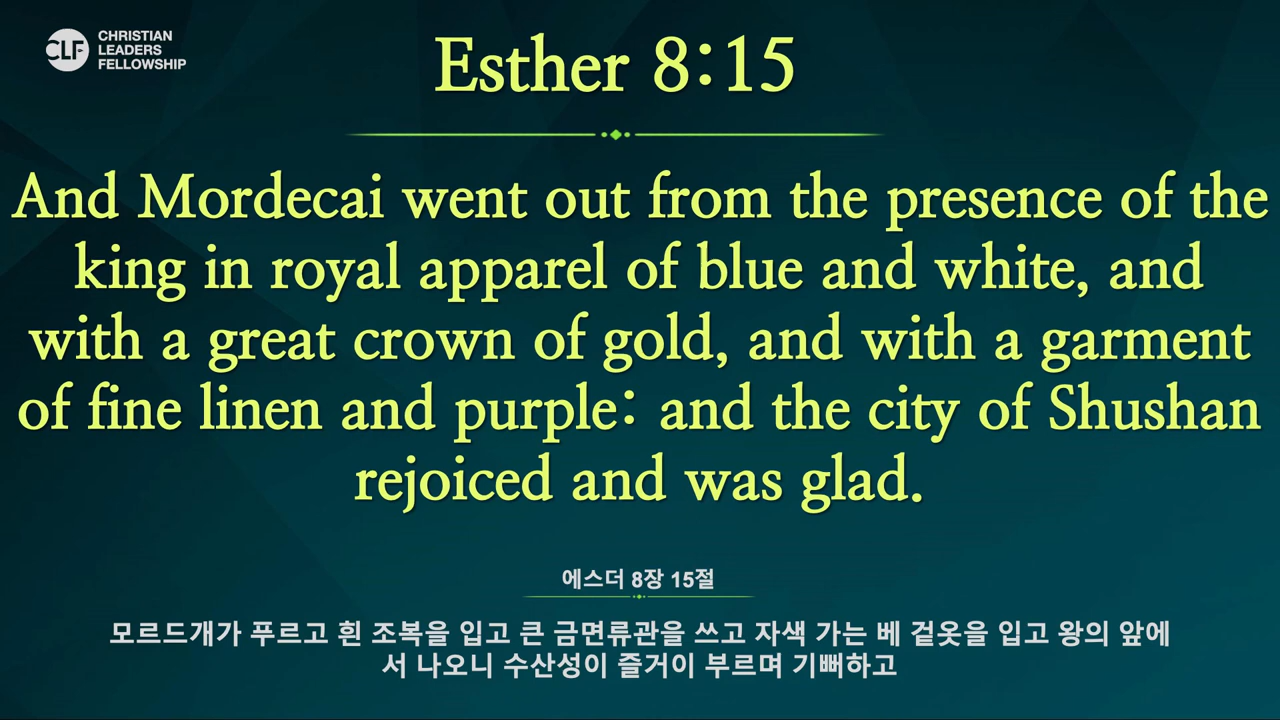 CLF
CHRISTIAN
LEADERS
FELLOWSHIP
Esther 8:15
And Mordecai went out from the presence of the
king in royal apparel of blue and white, and
with a great crown of gold, and with a garment
of fine linen and purple: and the city of Shushan
rejoiced and was glad.
에스더 8장 15절
모르드개가 푸르고 흰 조복을 입고 큰 금면류관을 쓰고 자색 가는 베 겉옷을 입고 왕의 앞에
서 나오니 수산성이 즐거이 부르며 기뻐하고